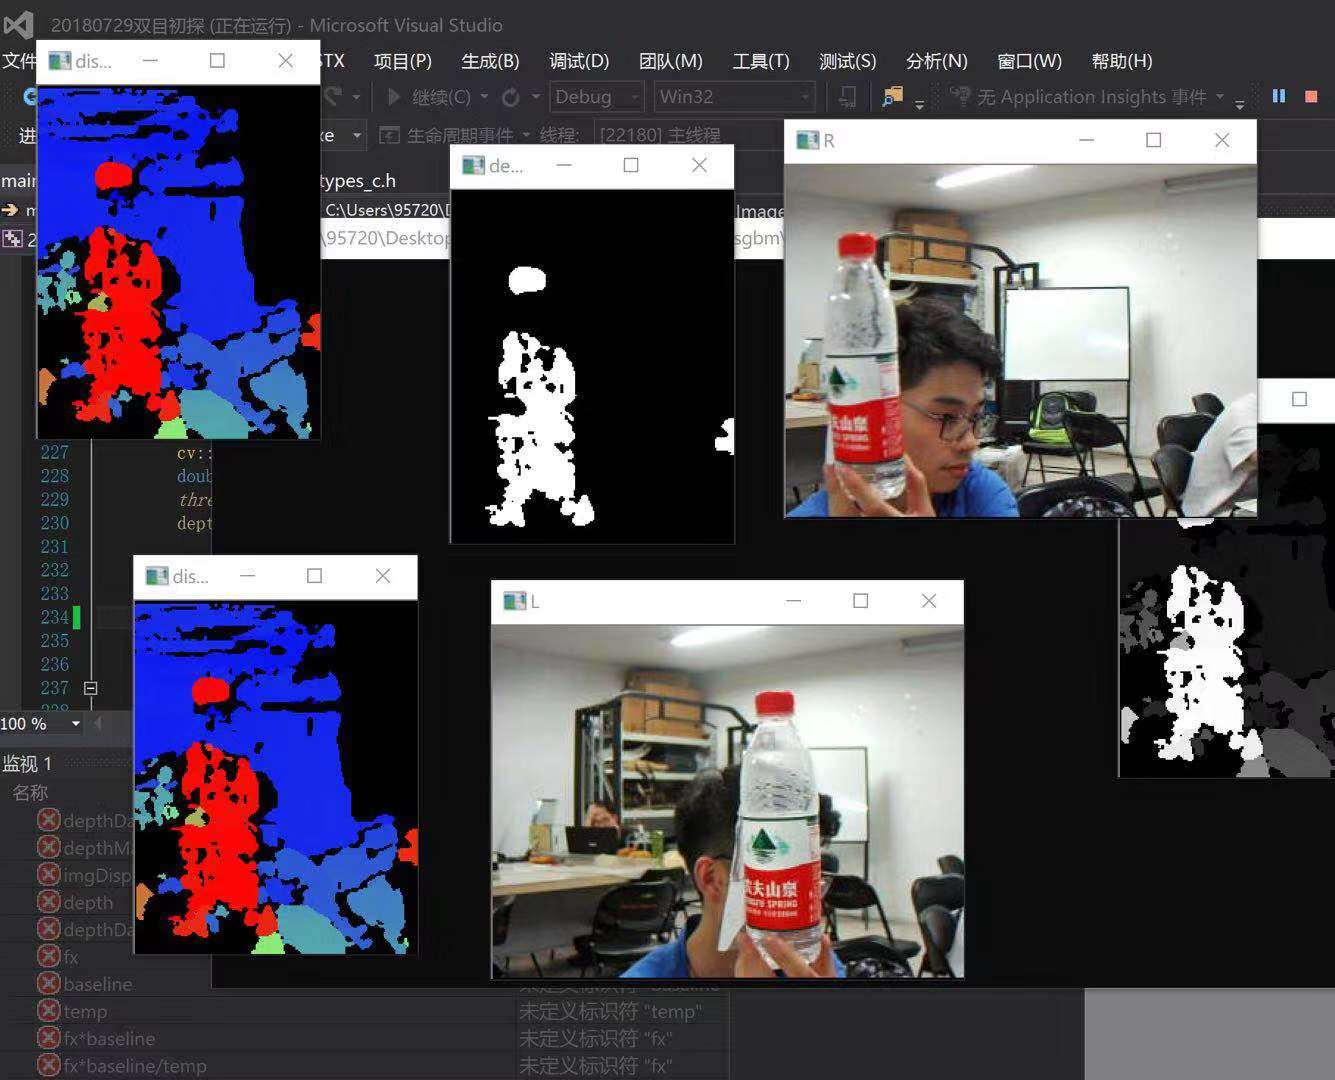 20180729双目初探 (正在运行) - Microsoft Visual Studio
文件
dis...
项目(P)
生成(B)
调试(D)
团队(M)
工具(T)
测试(S)
分析(N)
窗口(W)
帮助(H)
继续(C)
Debug
Win32
无 Application Insights 事件
生命周期事件
线程:
[22180] 主线程
de...
R
types_c.h
C:\Users\95720\
Image
\95720\Desktop
sgbm\
227
cv::
228
doub
229
thre
230
dept
231
232
233
234
235
236
237
dis...
L
100 %
监视 1
名称
depthDa
depthMa
imgDisp
depth
depthDa
fx
baseline
temp
未定义标识符 "temp"
fx*baseline
未定义标识符 "fx"
fx*baseline/temp
未定义标识符 "fx"
夫山泉
SPRING